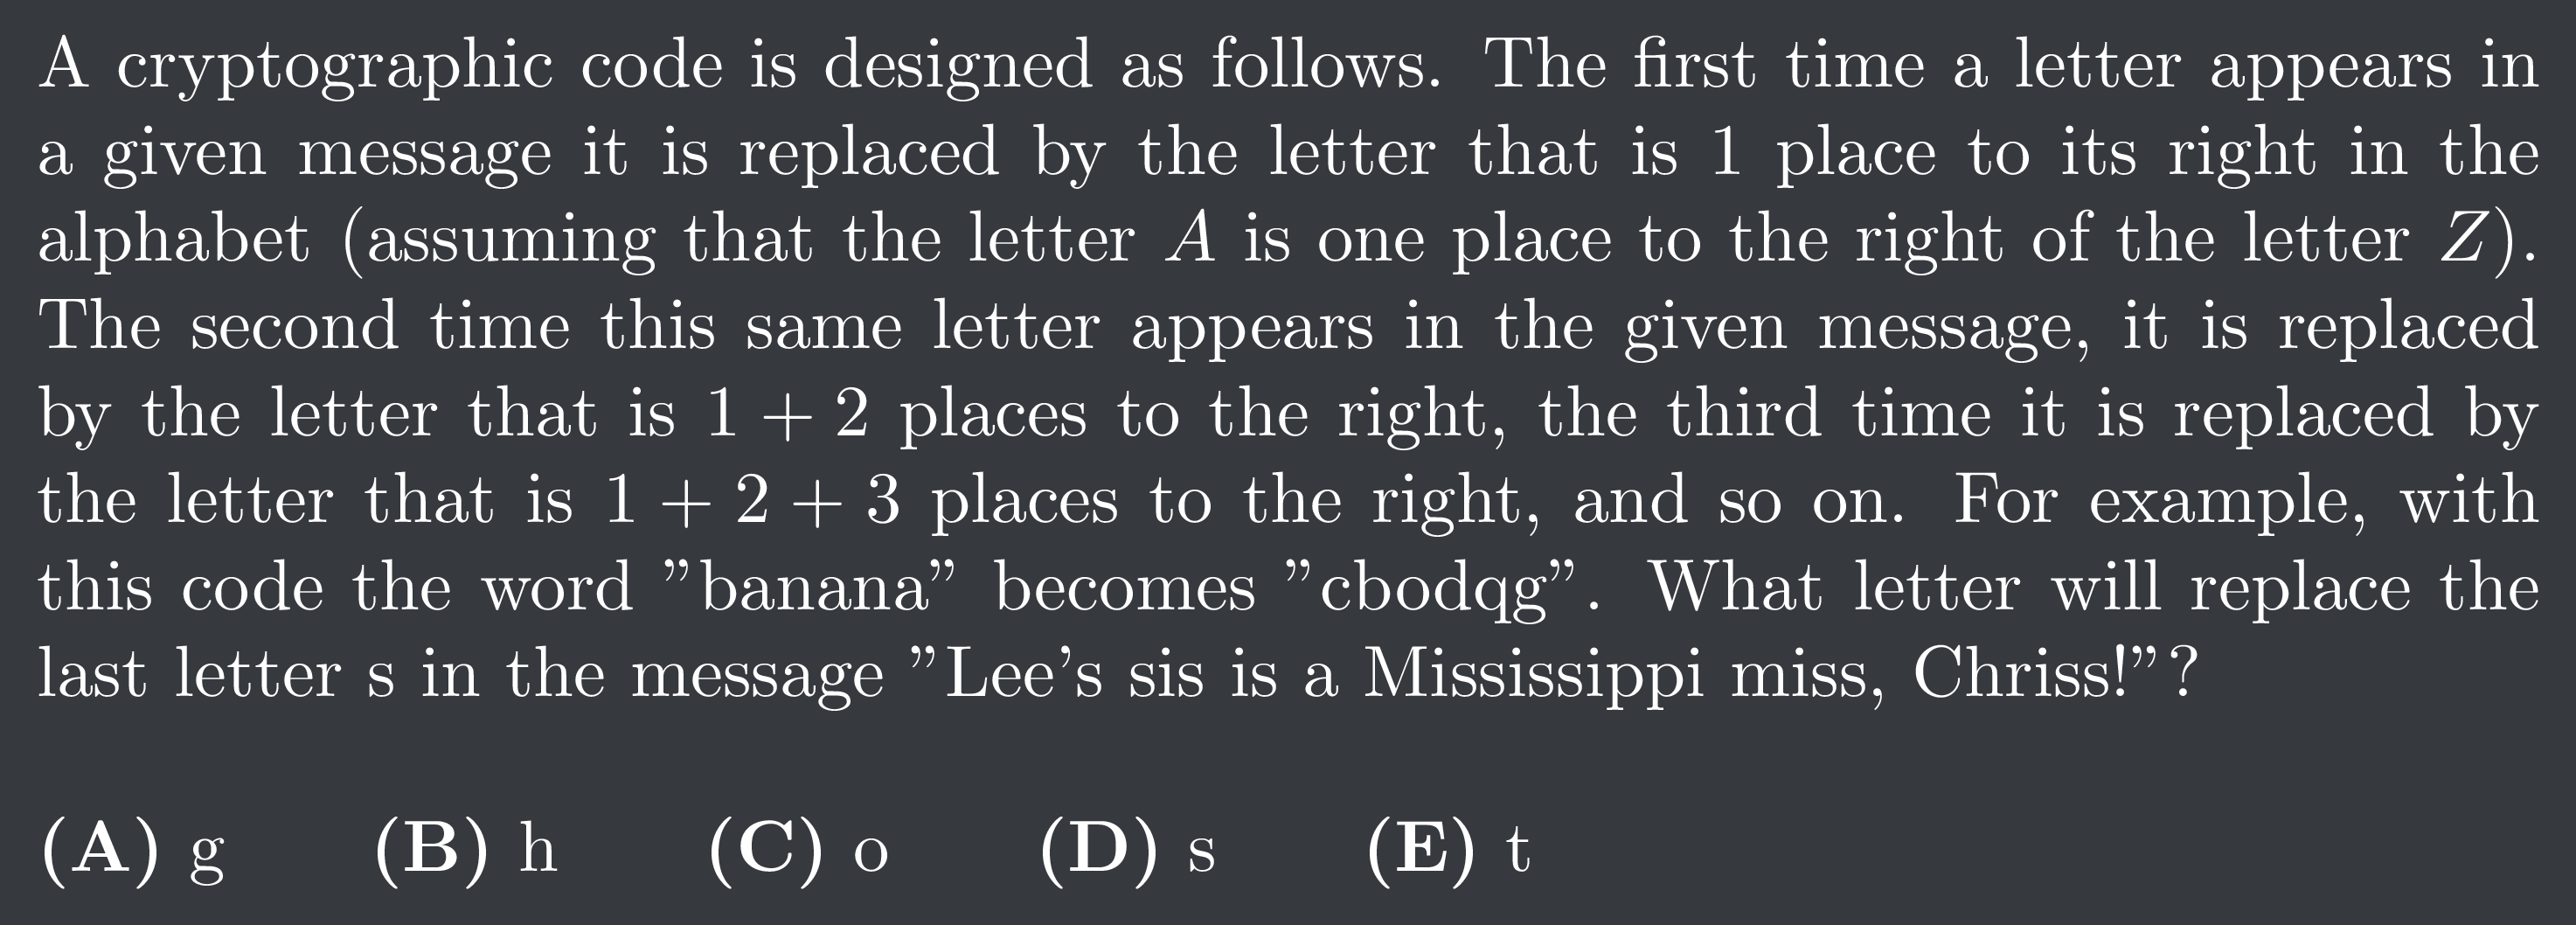 A cryptographic code is designed as follows. The first time a letter appears in
a given message it is replaced by the letter that is 1 place to its right in the
alphabet (assuming that the letter A is one place to the right of the letter Z).
The second time this same letter appears in the given message, it is replaced
by the letter that is 1 + 2 places to the right, the third time it is replaced by
the letter that is 1 + 2 + 3 places to the right, and so on. For example, with
this code the word ”banana” becomes ”cbodqg”. What letter will replace the
last letter s in the message ”Lee’s sis is a Mississippi miss, Chriss!”?
(A) g (B) h (C) o (D) s (E) t